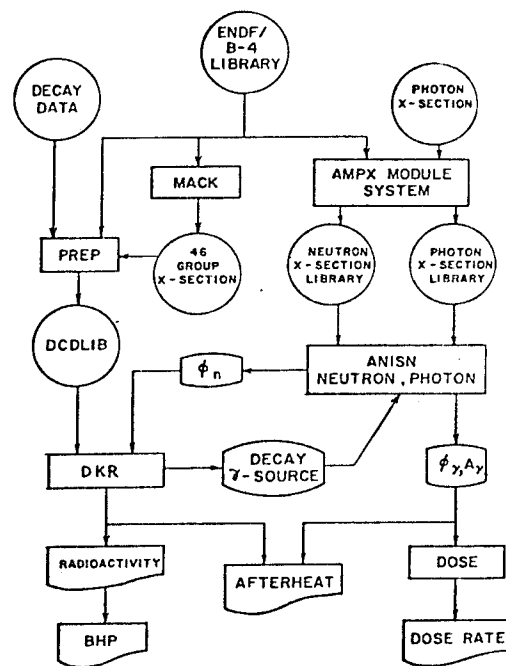 ENDF/
B-4
LIBRARY
DECAY
DATA
PHOTON
X-SECTION
MACK
AMPX MODULE
SYSTEM
PREP
46
GROUP
X-SECTION
NEUTRON
X-SECTION
LIBRARY
PHOTON
X-SECTION
LIBRARY
DCDLIB
ϕn
ANISN
NEUTRON, PHOTON
DKR
DECAY
γ-SOURCE
ϕγ, Aγ
RADIOACTIVITY
AFTERHEAT
DOSE
BHP
DOSE RATE